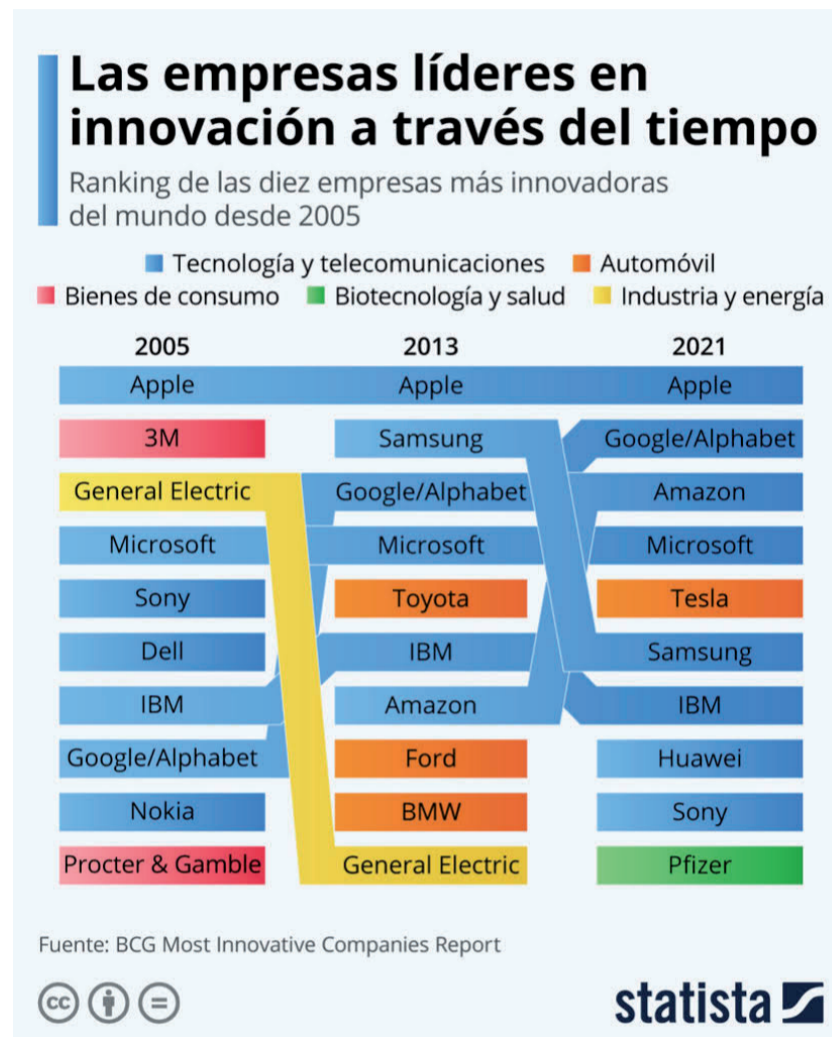 Las empresas líderes en
innovación a través del tiempo
Ranking de las diez empresas más innovadoras
del mundo desde 2005
Tecnología y telecomunicaciones Automóvil
Bienes de consumo Biotecnología y salud Industria y energía
2005 2013 2021
Apple Apple Apple
3M Samsung Google/Alphabet
General Electric Google/Alphabet Amazon
Microsoft Microsoft Microsoft
Sony Toyota Tesla
Dell IBM Samsung
IBM Amazon IBM
Google/Alphabet Ford Huawei
Nokia BMW Sony
Procter & Gamble General Electric Pfizer
Fuente: BCG Most Innovative Companies Report
cc =
statista